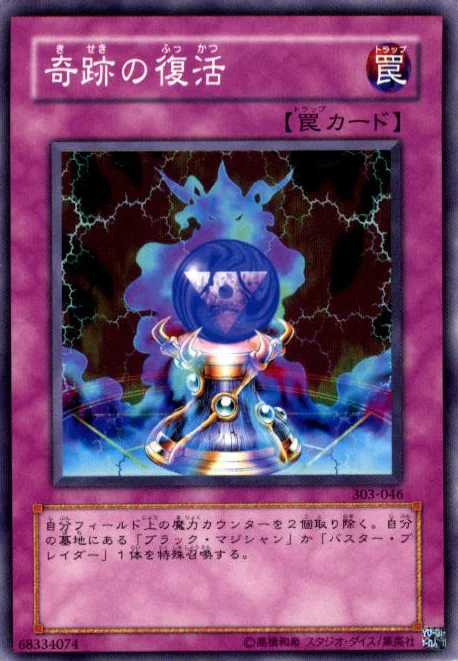 奇跡の復活
きせき ふっかつ
罠
トラップ
【罠カード】
トラップ
303-046
自分フィールド上の魔力カウンターを2個取り除く。自分
の墓地にある「ブラック・マジシャン」か「バスター・ブ
レイダー」1体を特殊召喚する。
68334074
©高橋和希 スタジオ・ダイス/集英社